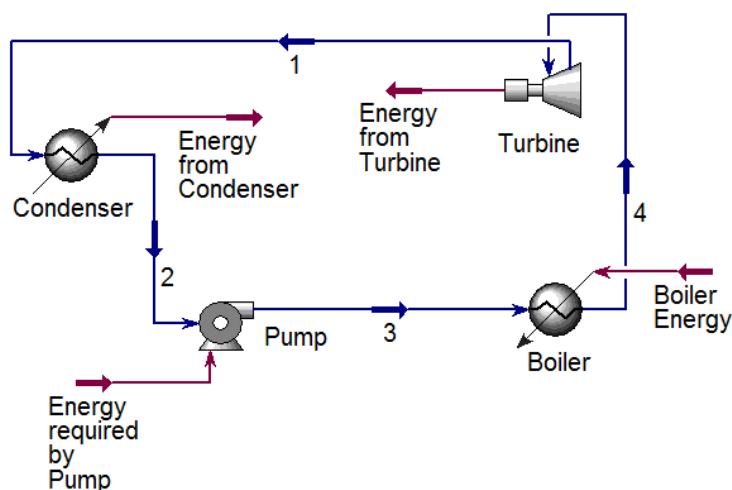 1
Energy
from
Condenser
Energy
from
Turbine
Turbine
Condenser
4
2
Pump
3
Boiler
Energy
Boiler
Energy
required
by
Pump